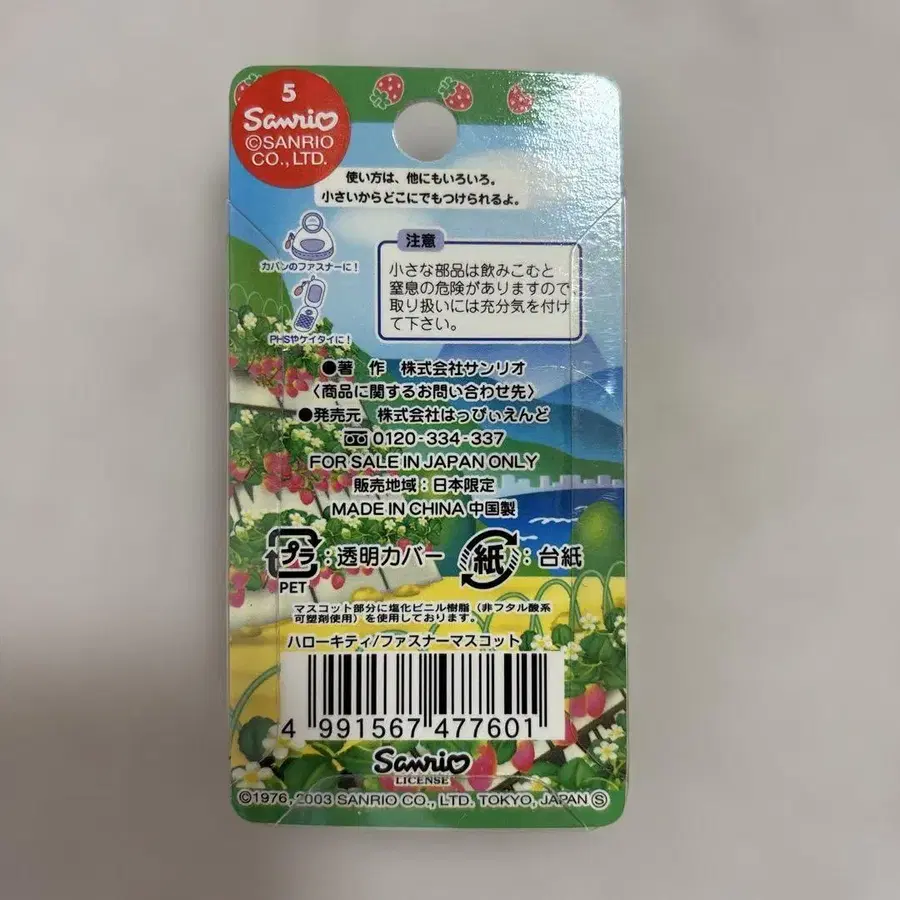 5
Sanrio
©SANRIO
CO., LTD.
使い方は、他にもいろいろ。
小さいからどこにでもつけられるよ。
カバンのファスナーに！
PHSやケイタイに！
注意
小さな部品は飲みこむと
窒息の危険がありますので
取り扱いには充分気を付け
て下さい。
●著 作 株式会社サンリオ
〈商品に関するお問い合わせ先〉
●発売元 株式会社はっぴぃえんど
0120-334-337
FOR SALE IN JAPAN ONLY
販売地域：日本限定
MADE IN CHINA 中国製
プラ：透明カバー 紙：台紙
PET
マスコット部分に塩化ビニル樹脂（非フタル酸系
可塑剤使用）を使用しております。
ハローキティ/ファスナーマスコット
4 991567 477601
Sanrio
LICENSE
©1976, 2003 SANRIO CO., LTD. TOKYO, JAPAN Ⓢ